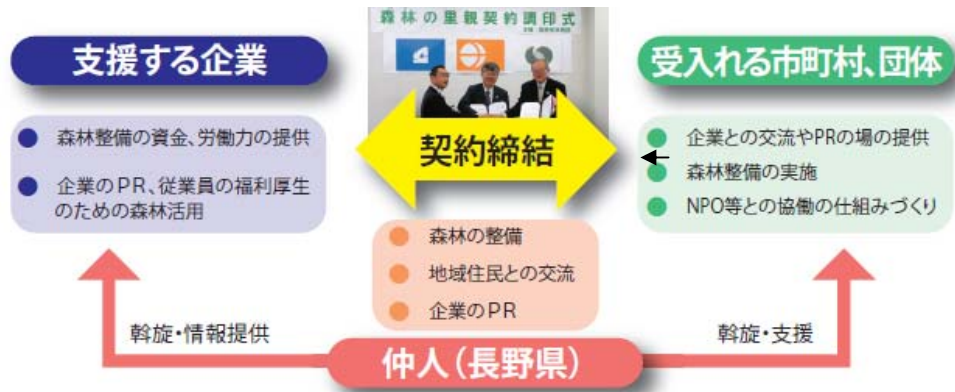 森林の里親契約調印式
支援する企業
受入れる市町村、団体
森林整備の資金、労働力の提供
企業のPR、従業員の福利厚生
のための森林活用
契約締結
企業との交流やPRの場の提供
森林整備の実施
NPO等との協働の仕組みづくり
森林の整備
地域住民との交流
企業のPR
斡旋・情報提供
斡旋・支援
仲人(長野県)